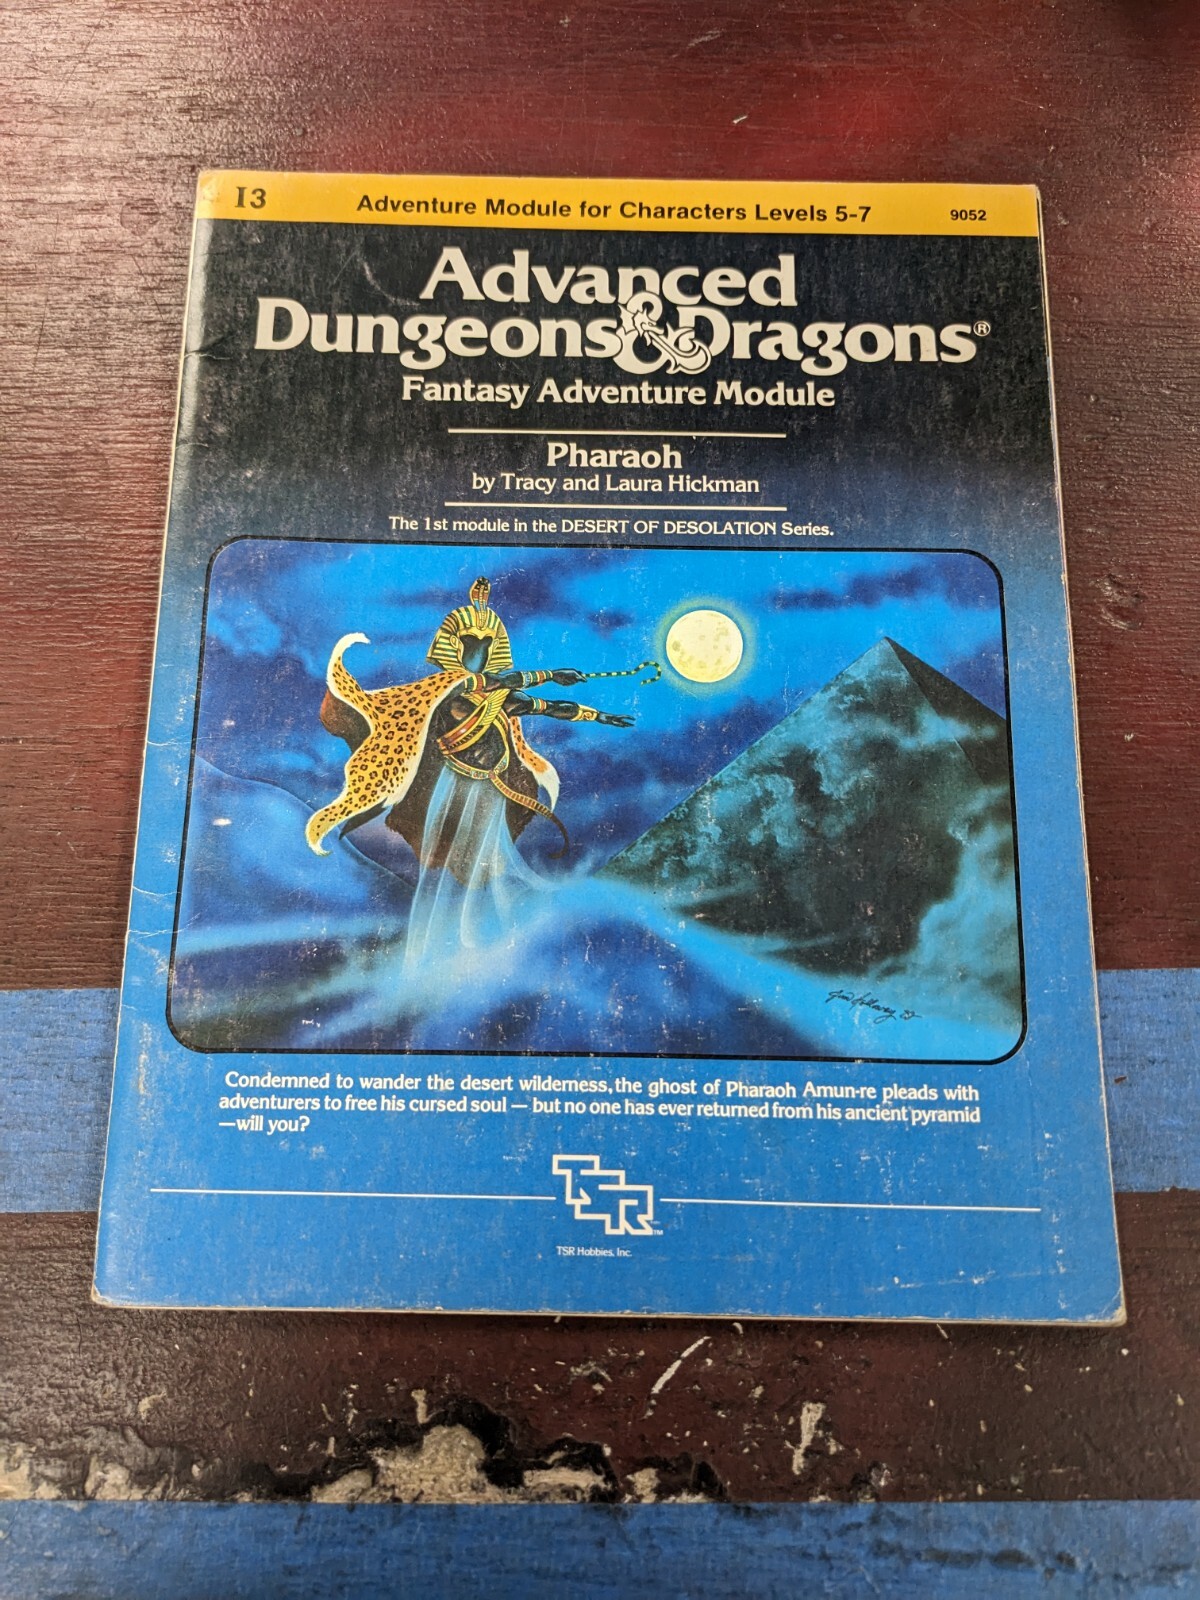 I3
Adventure Module for Characters Levels 5-7
9052
Advanced
Dungeons & Dragons®
Fantasy Adventure Module
Pharaoh
by Tracy and Laura Hickman
The 1st module in the DESERT OF DESOLATION Series.
Condemned to wander the desert wilderness, the ghost of Pharaoh Amun-re pleads with
adventurers to free his cursed soul — but no one has ever returned from his ancient pyramid
—will you?
TSR™
TSR Hobbies, Inc.